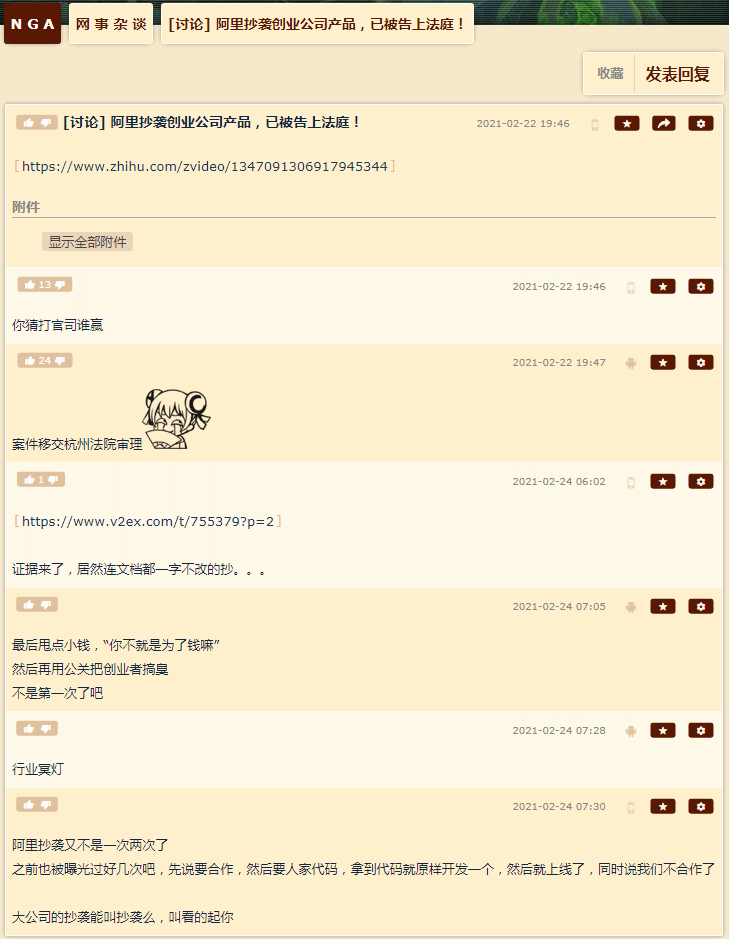 NGA 网事杂谈 [讨论] 阿里抄袭创业公司产品，已被告上法庭！
收藏 发表回复
[讨论] 阿里抄袭创业公司产品，已被告上法庭！ 2021-02-22 19:46
[https://www.zhihu.com/zvideo/1347091306917945344]
附件
显示全部附件
13 2021-02-22 19:46
你猜打官司谁赢
24 2021-02-22 19:47
案件移交杭州法院审理
1 2021-02-24 06:02
[https://www.v2ex.com/t/755379?p=2]
证据来了，居然连文档都一字不改的抄。。。
2021-02-24 07:05
最后甩点小钱，“你不就是为了钱嘛”
然后再用公关把创业者搞臭
不是第一次了吧
2021-02-24 07:28
行业冥灯
2021-02-24 07:30
阿里抄袭又不是一次两次了
之前也被曝光过好几次吧，先说要合作，然后要人家代码，拿到代码就原样开发一个，然后就上线了，同时说我们不合作了
大公司的抄袭能叫抄袭么，叫看的起你